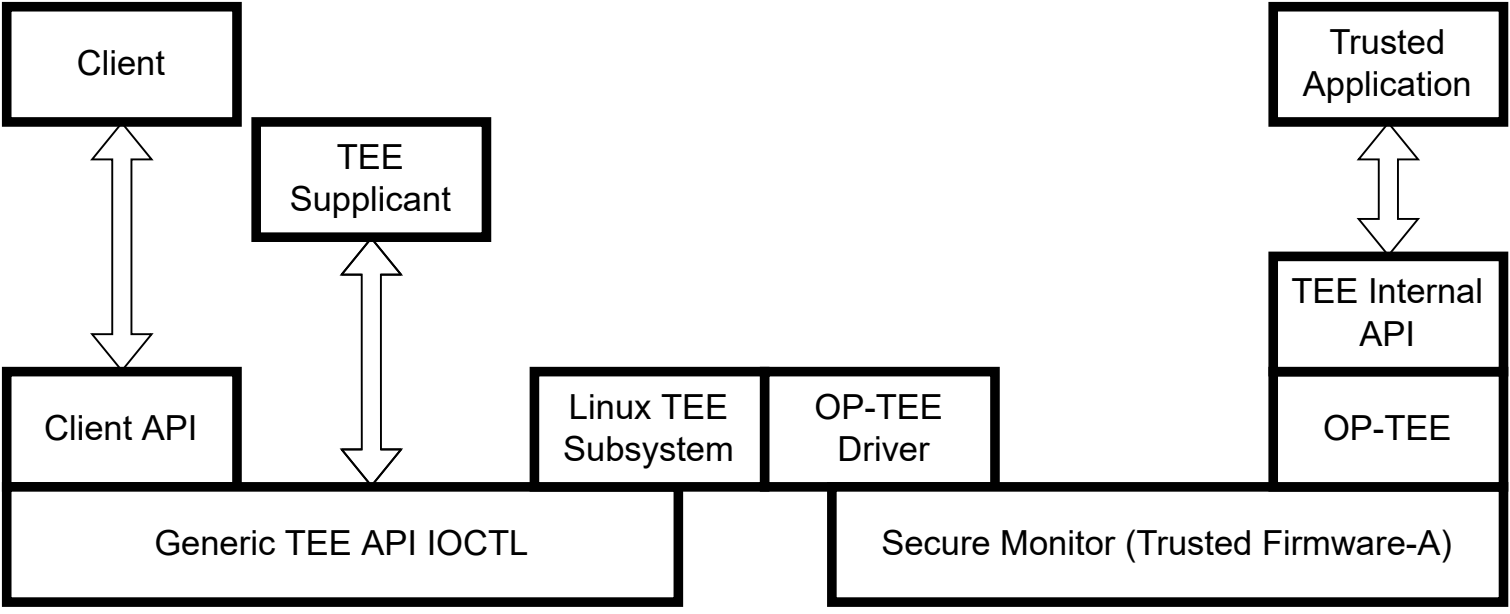 Client
Trusted
Application
TEE
Supplicant
TEE Internal
API
Client API
Linux TEE
Subsystem
OP-TEE
Driver
OP-TEE
Generic TEE API IOCTL
Secure Monitor (Trusted Firmware-A)